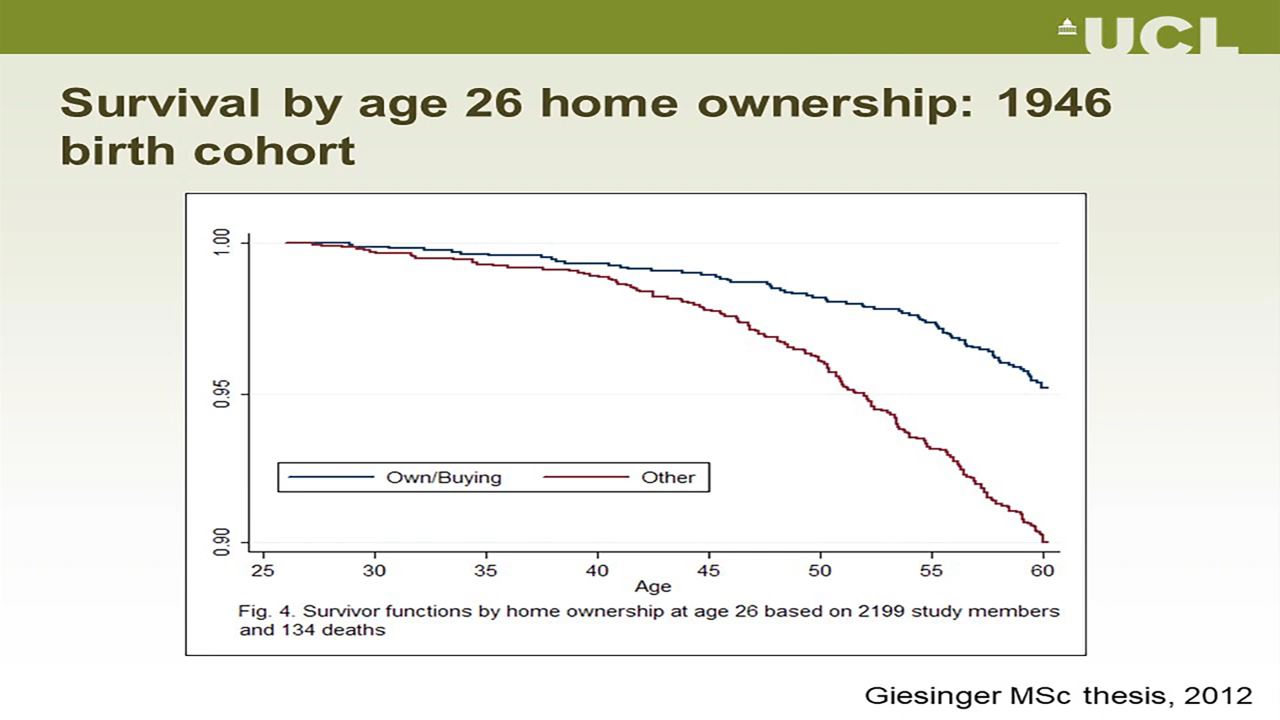 UCL
Survival by age 26 home ownership: 1946
birth cohort
1.00
0.95
0.90
Own/Buying Other
25 30 35 40 45 50 55 60
Age
Fig. 4. Survivor functions by home ownership at age 26 based on 2199 study members
and 134 deaths
Giesinger MSc thesis, 2012